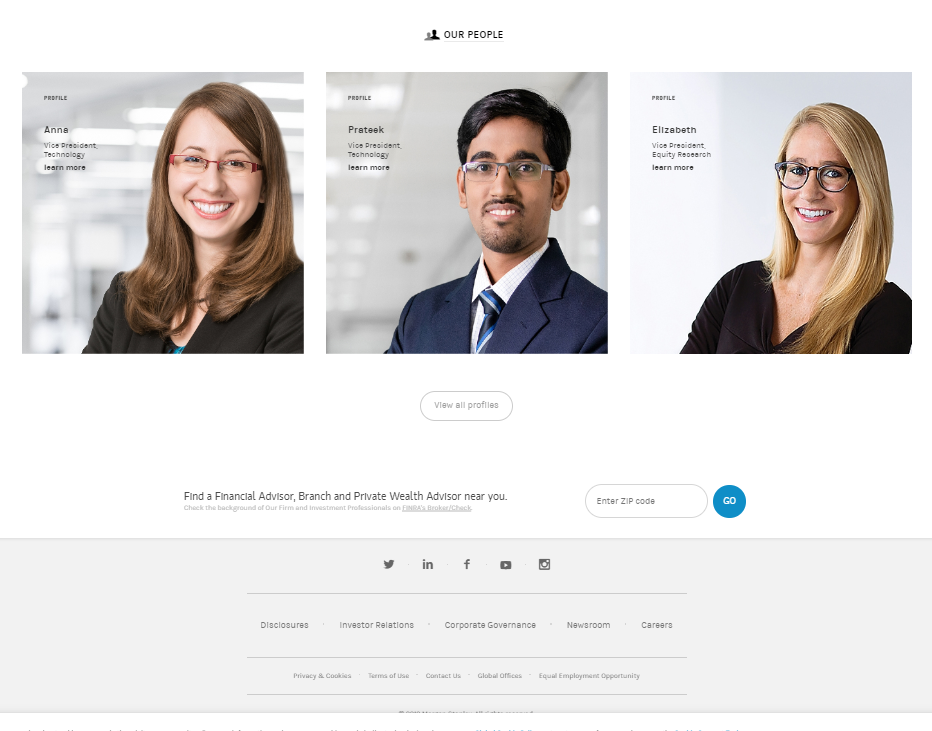 OUR PEOPLE
PROFILE
Anna
Vice President,
Technology
learn more
PROFILE
Prateek
Vice President,
Technology
learn more
PROFILE
Elizabeth
Vice President,
Equity Research
learn more
View all profiles
Find a Financial Advisor, Branch and Private Wealth Advisor near you.
Check the background of Our Firm and Investment Professionals on FINRA's Broker/Check.
Enter ZIP code
GO
Disclosures · Investor Relations · Corporate Governance · Newsroom · Careers
Privacy & Cookies · Terms of Use · Contact Us · Global Offices · Equal Employment Opportunity